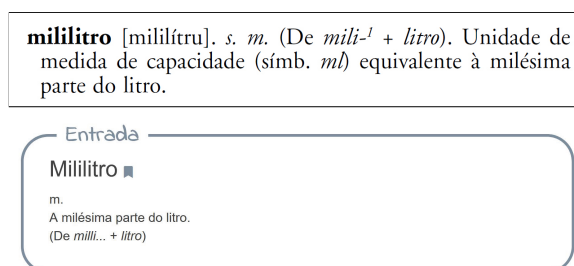 mililitro [mililítru]. s. m. (De mili-¹ + litro). Unidade de
medida de capacidade (símb. ml) equivalente à milésima
parte do litro.
Entrada
Mililitro
m.
A milésima parte do litro.
(De milli... + litro)